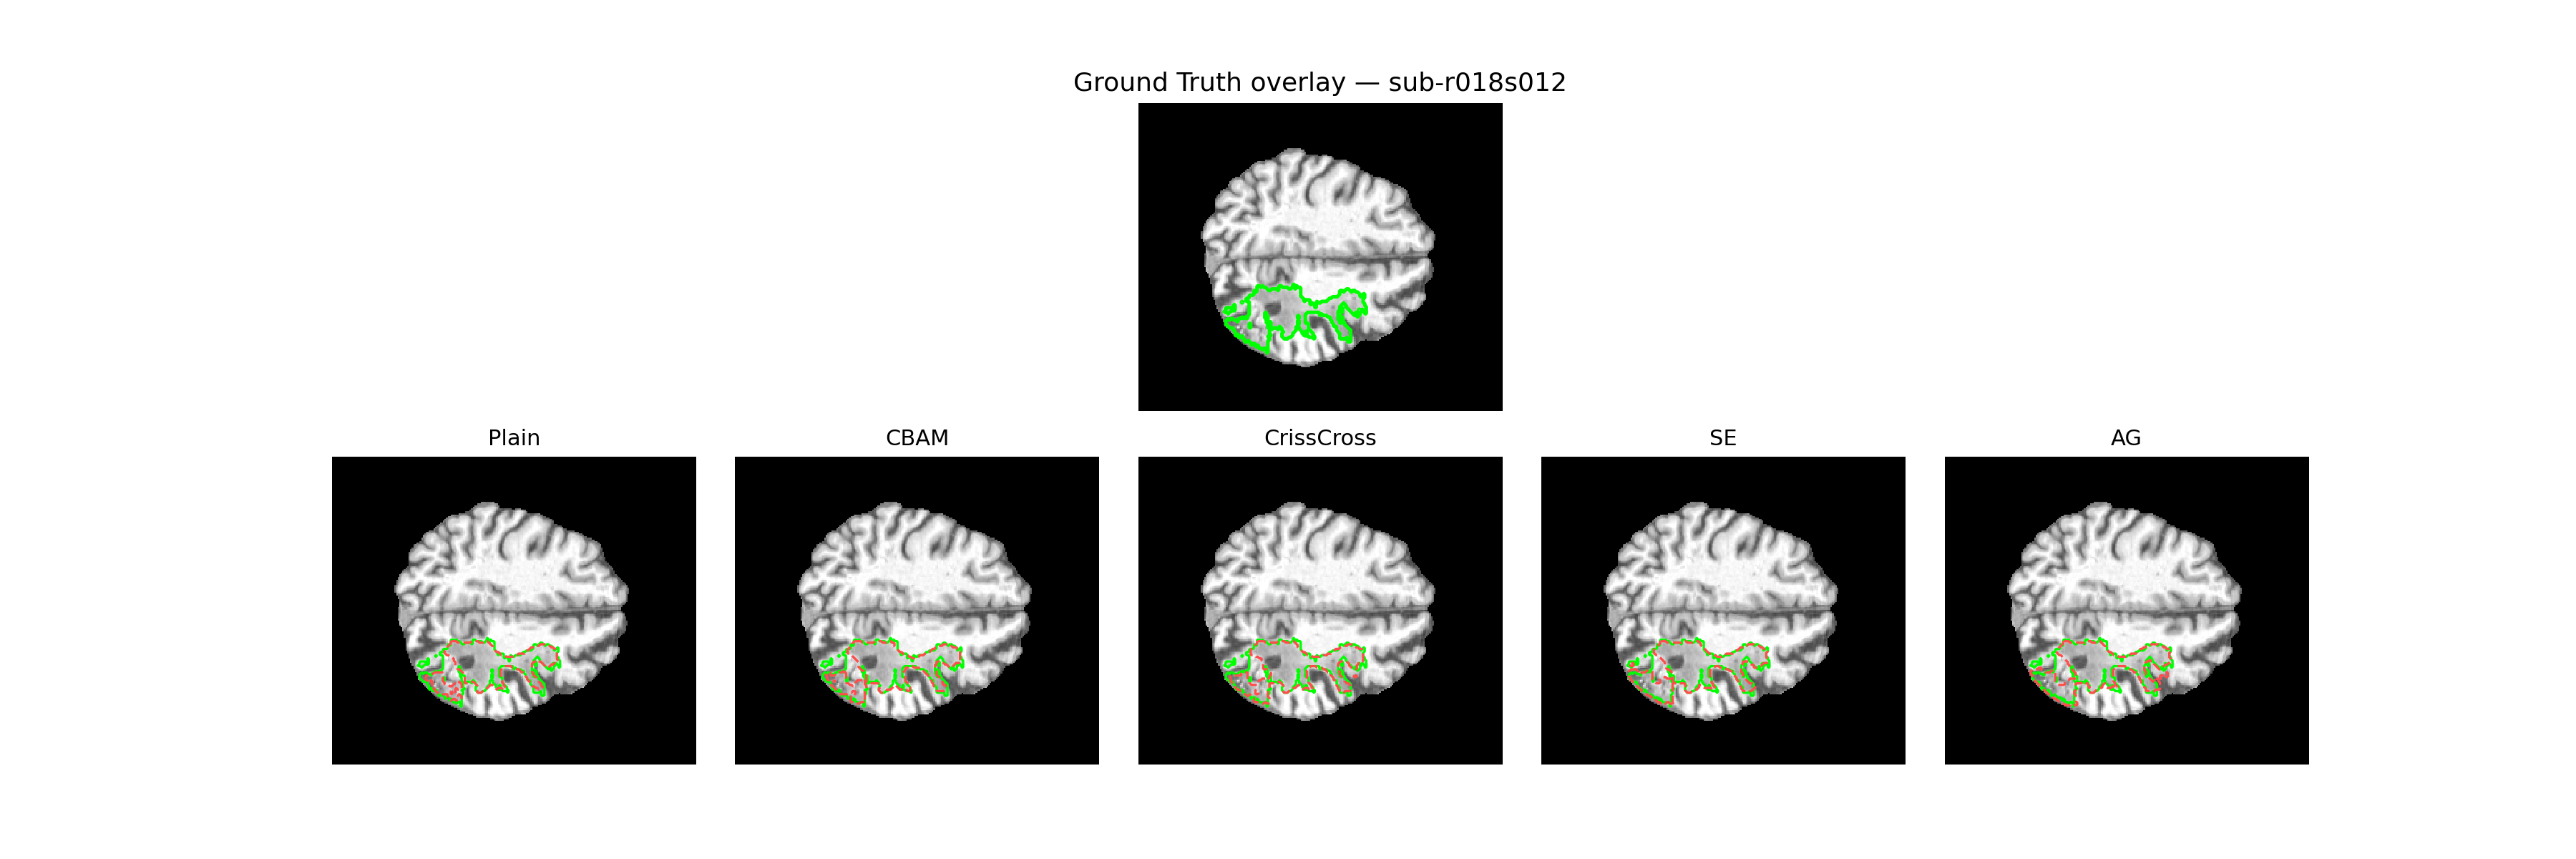 Ground Truth overlay — sub-r018s012
Plain
CBAM
CrissCross
SE
AG